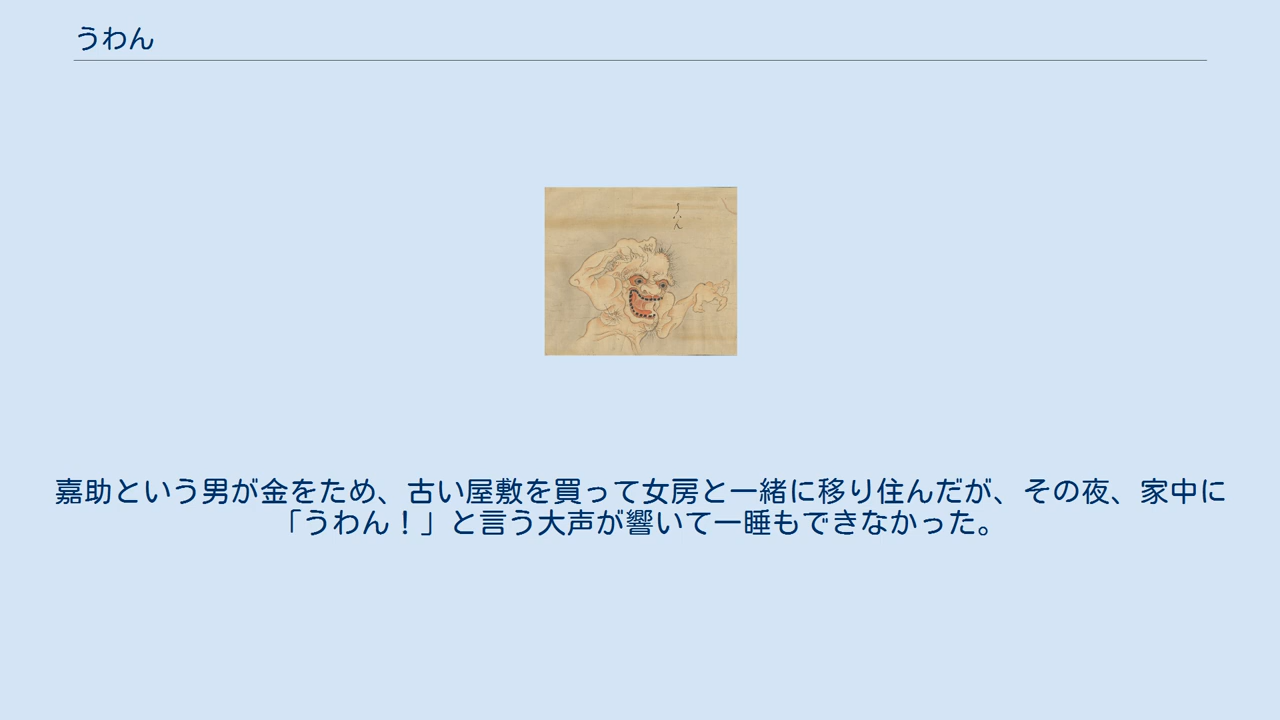 うわん
うわん
嘉助という男が金をため、古い屋敷を買って女房と一緒に移り住んだが、その夜、家中に
「うわん！」と言う大声が響いて一睡もできなかった。